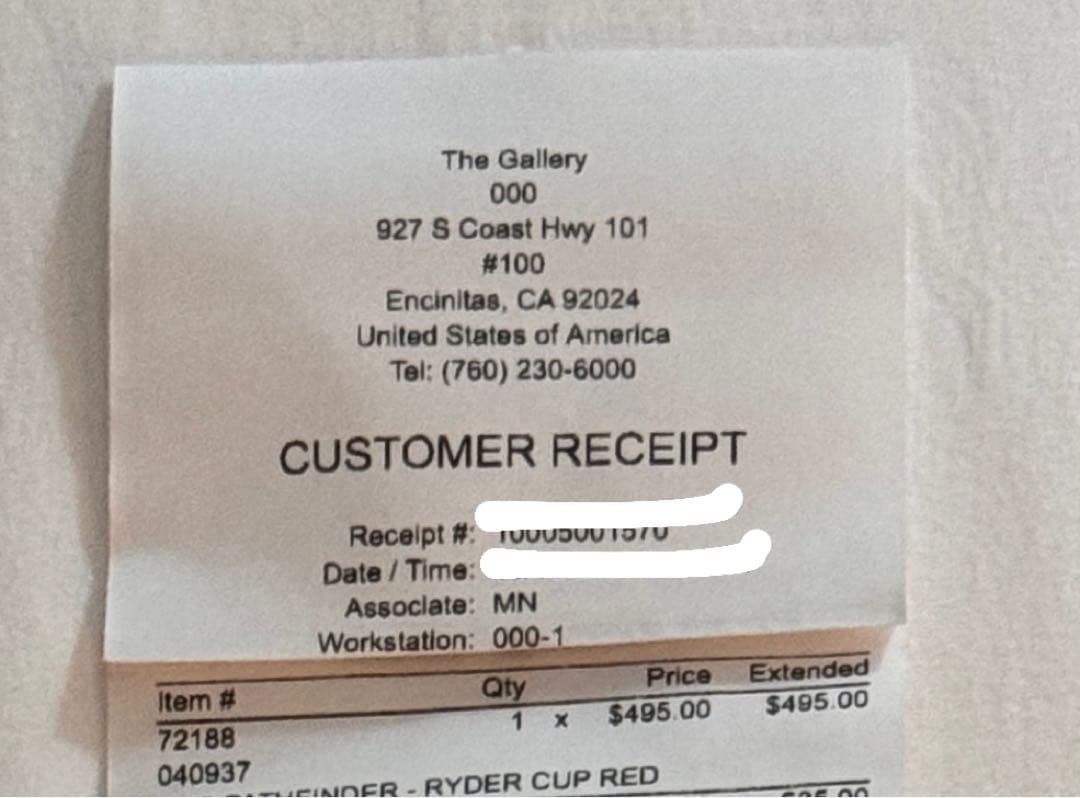 The Gallery
000
927 S Coast Hwy 101
#100
Encinitas, CA 92024
United States of America
Tel: (760) 230-6000
CUSTOMER RECEIPT
Receipt #:
Date / Time:
Associate: MN
Workstation: 000-1
Item # Qty Price Extended
72188 1 x $495.00 $495.00
040937
- RYDER CUP RED